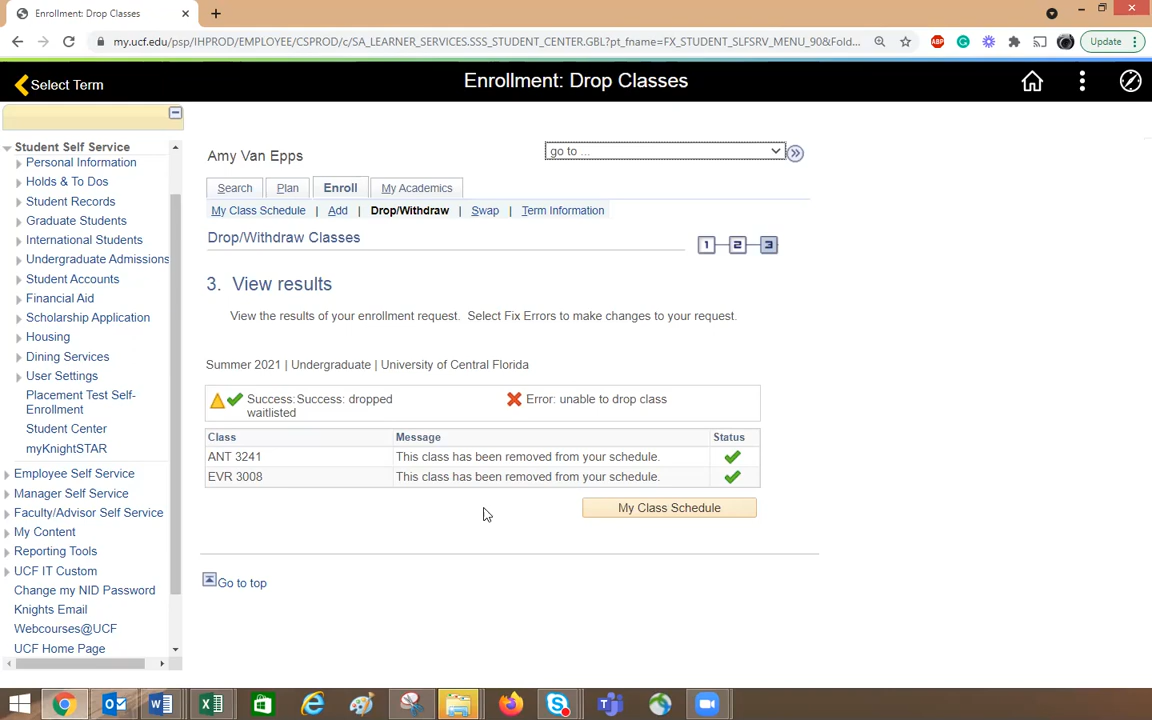 Enrollment: Drop Classes
my.ucf.edu/psp/IHPROD/EMPLOYEE/CSPROD/c/SA_LEARNER_SERVICES.SSS_STUDENT_CENTER.GBL?pt_fname=FX_STUDENT_SLFSRV_MENU_90&Fold...
ABP
Update
Select Term
Enrollment: Drop Classes
Student Self Service
Personal Information
Holds & To Dos
Student Records
Graduate Students
International Students
Undergraduate Admissions
Student Accounts
Financial Aid
Scholarship Application
Housing
Dining Services
User Settings
Placement Test Self-
Enrollment
Student Center
myKnightSTAR
Employee Self Service
Manager Self Service
Faculty/Advisor Self Service
My Content
Reporting Tools
UCF IT Custom
Change my NID Password
Knights Email
Webcourses@UCF
UCF Home Page
Amy Van Epps
go to ...
Search Plan Enroll My Academics
My Class Schedule | Add | Drop/Withdraw | Swap | Term Information
Drop/Withdraw Classes
1 2 3
3. View results
View the results of your enrollment request. Select Fix Errors to make changes to your request.
Summer 2021 | Undergraduate | University of Central Florida
Success:Success: dropped
waitlisted
Error: unable to drop class
Class Message Status
ANT 3241 This class has been removed from your schedule.
EVR 3008 This class has been removed from your schedule.
My Class Schedule
Go to top